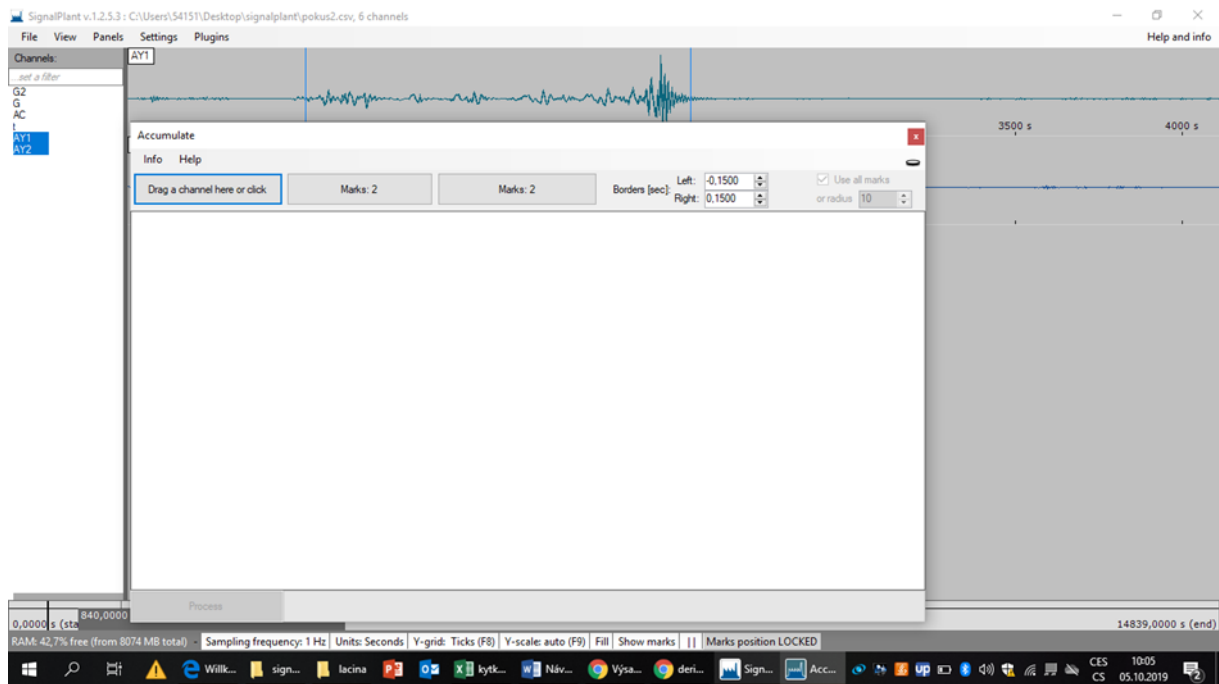 SignalPlant v.1.2.5.3 : C:\Users\54151\Desktop\signalplant\pokus2.csv, 6 channels
File View Panels Settings Plugins Help and info
Channels:
...set a filter
G2
G
AC
t
AY1
AY2
AY1
3500 s 4000 s
Accumulate
Info Help
Drag a channel here or click Marks: 2 Marks: 2 Borders [sec]: Left: -0,1500 Use all marks
Right: 0,1500 or radius 10
Process
840,0000
0,0000 s (sta 14839,0000 s (end)
RAM: 42,7% free (from 8074 MB total) - Sampling frequency: 1 Hz Units: Seconds Y-grid: Ticks (F8) Y-scale: auto (F9) Fill Show marks || Marks position LOCKED
Willk... sign... lacina kytk... Náv... Výsa... deri... Sign... Acc... CES 10:05
CS 05.10.2019